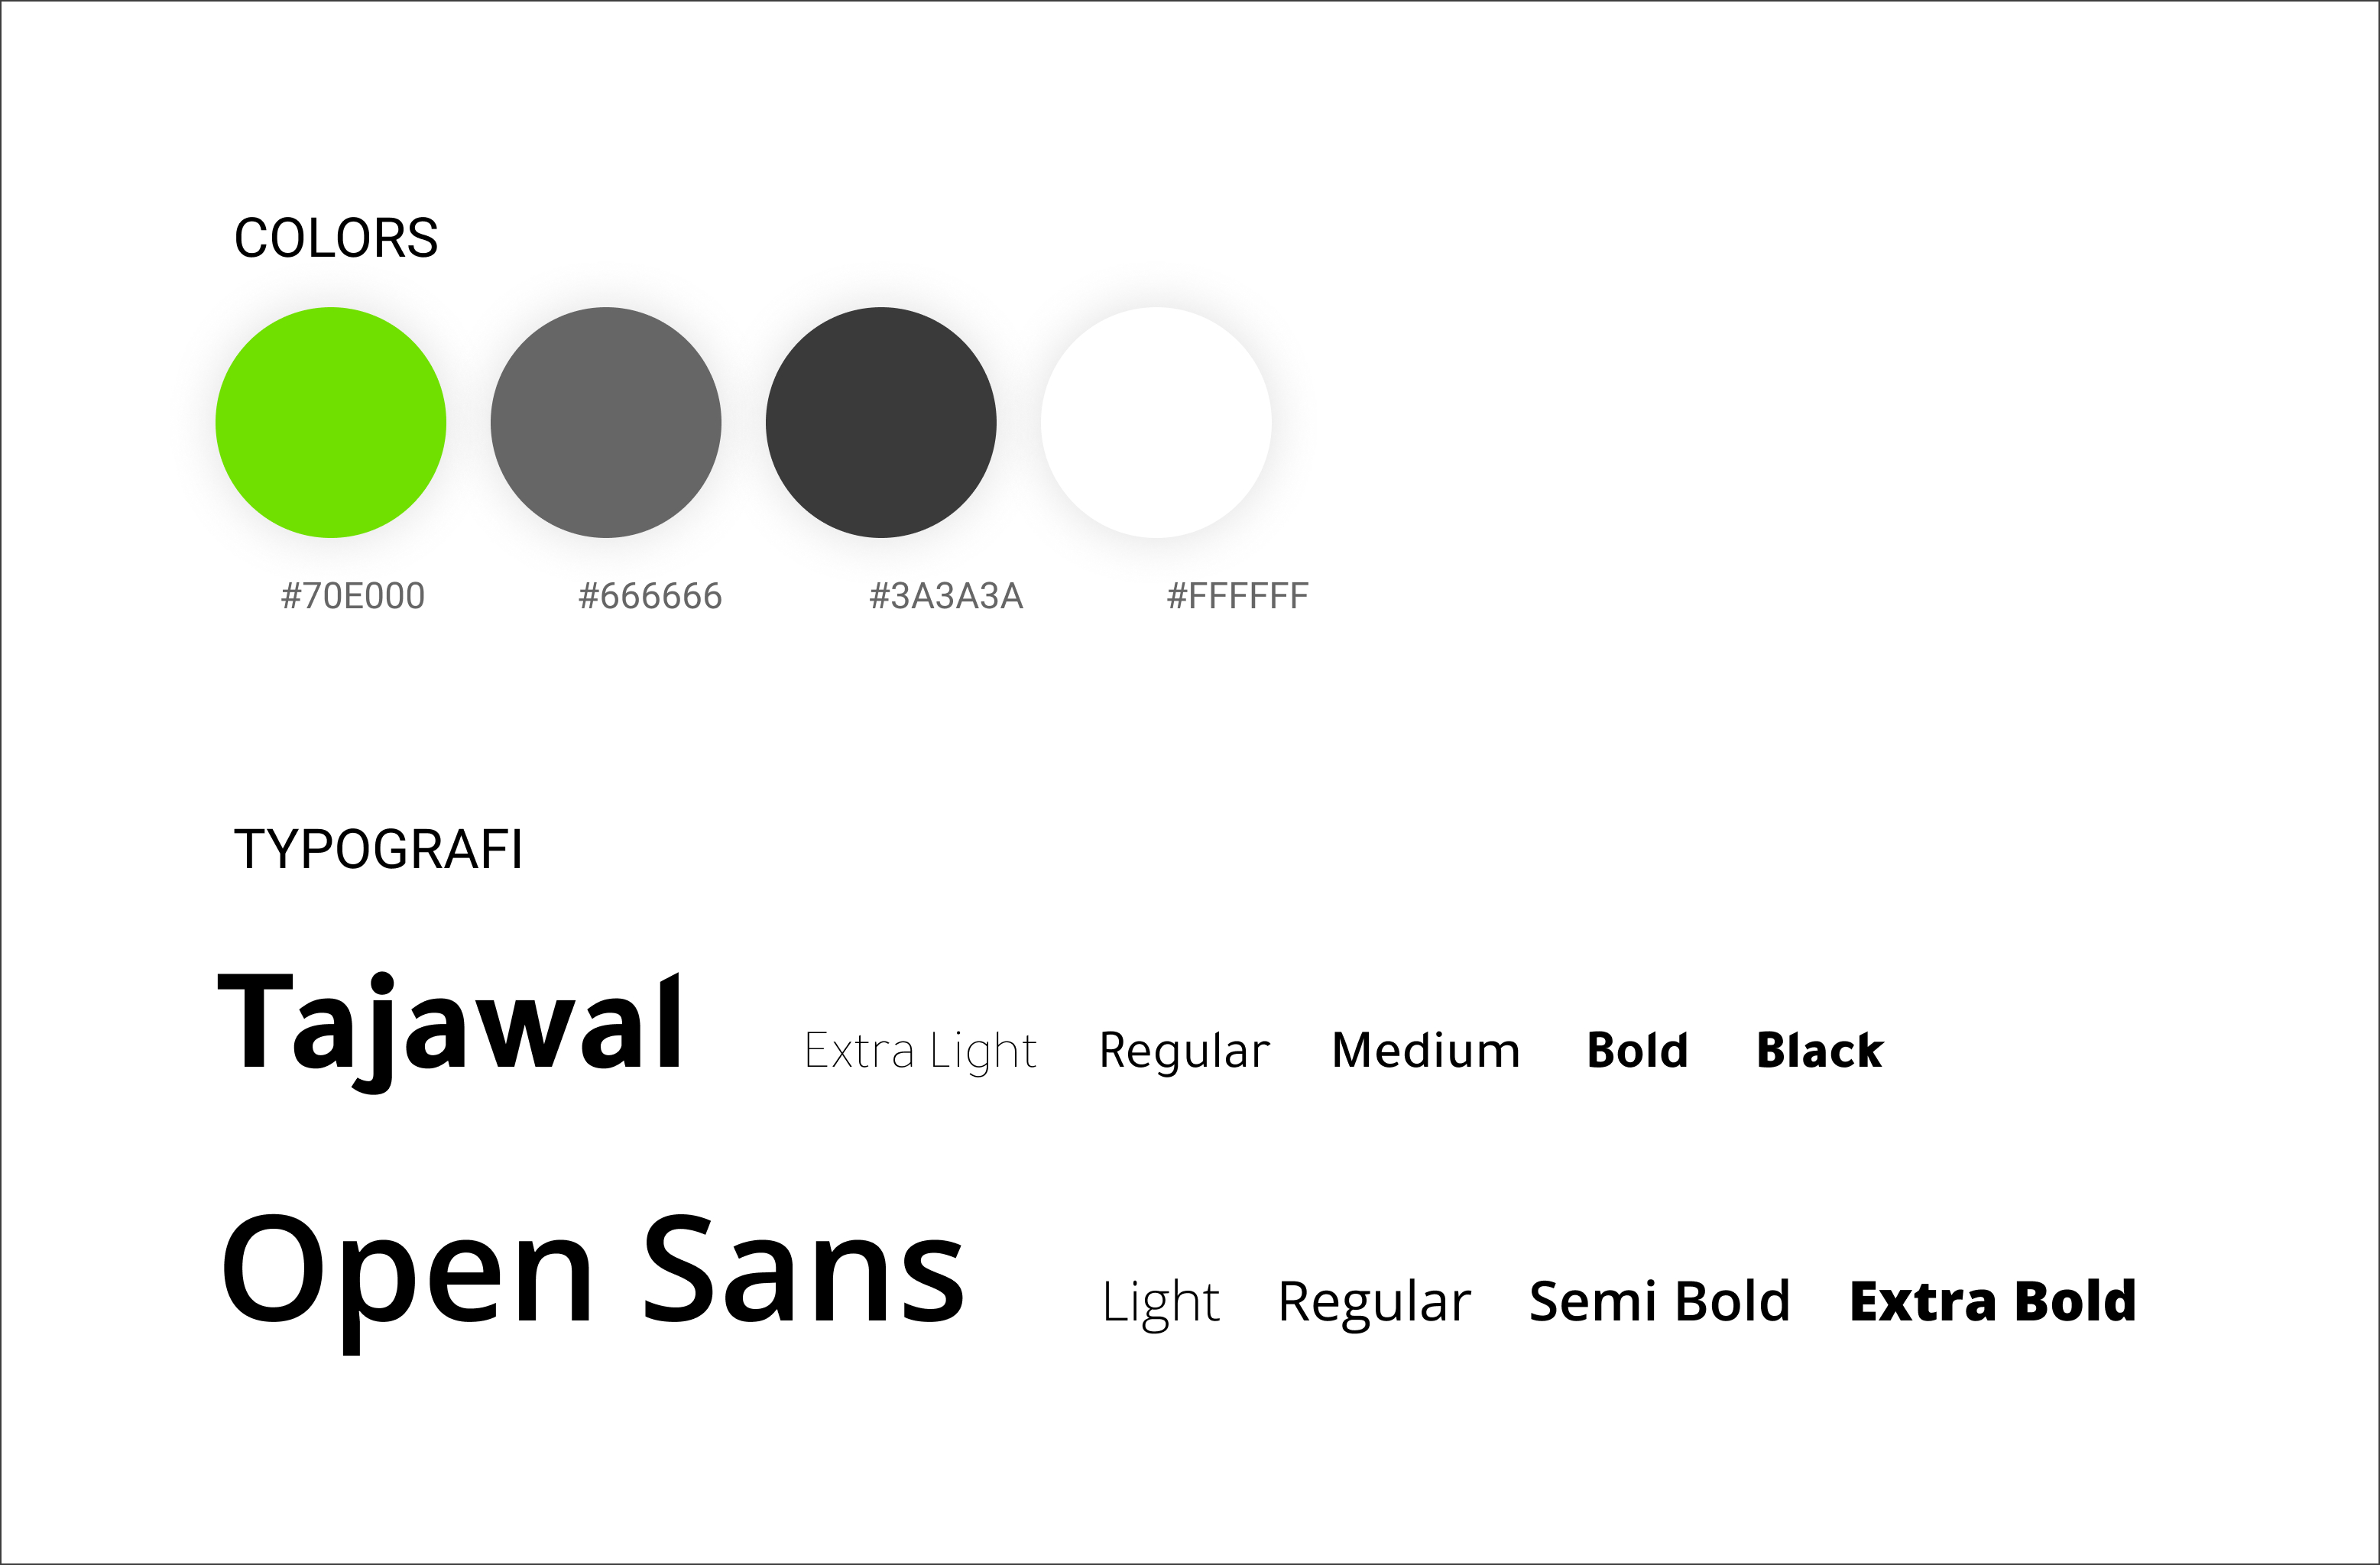 COLORS
#70E000 #666666 #3A3A3A #FFFFFF
TYPOGRAFI
Tajawal Extra Light Regular Medium Bold Black
Open Sans Light Regular Semi Bold Extra Bold